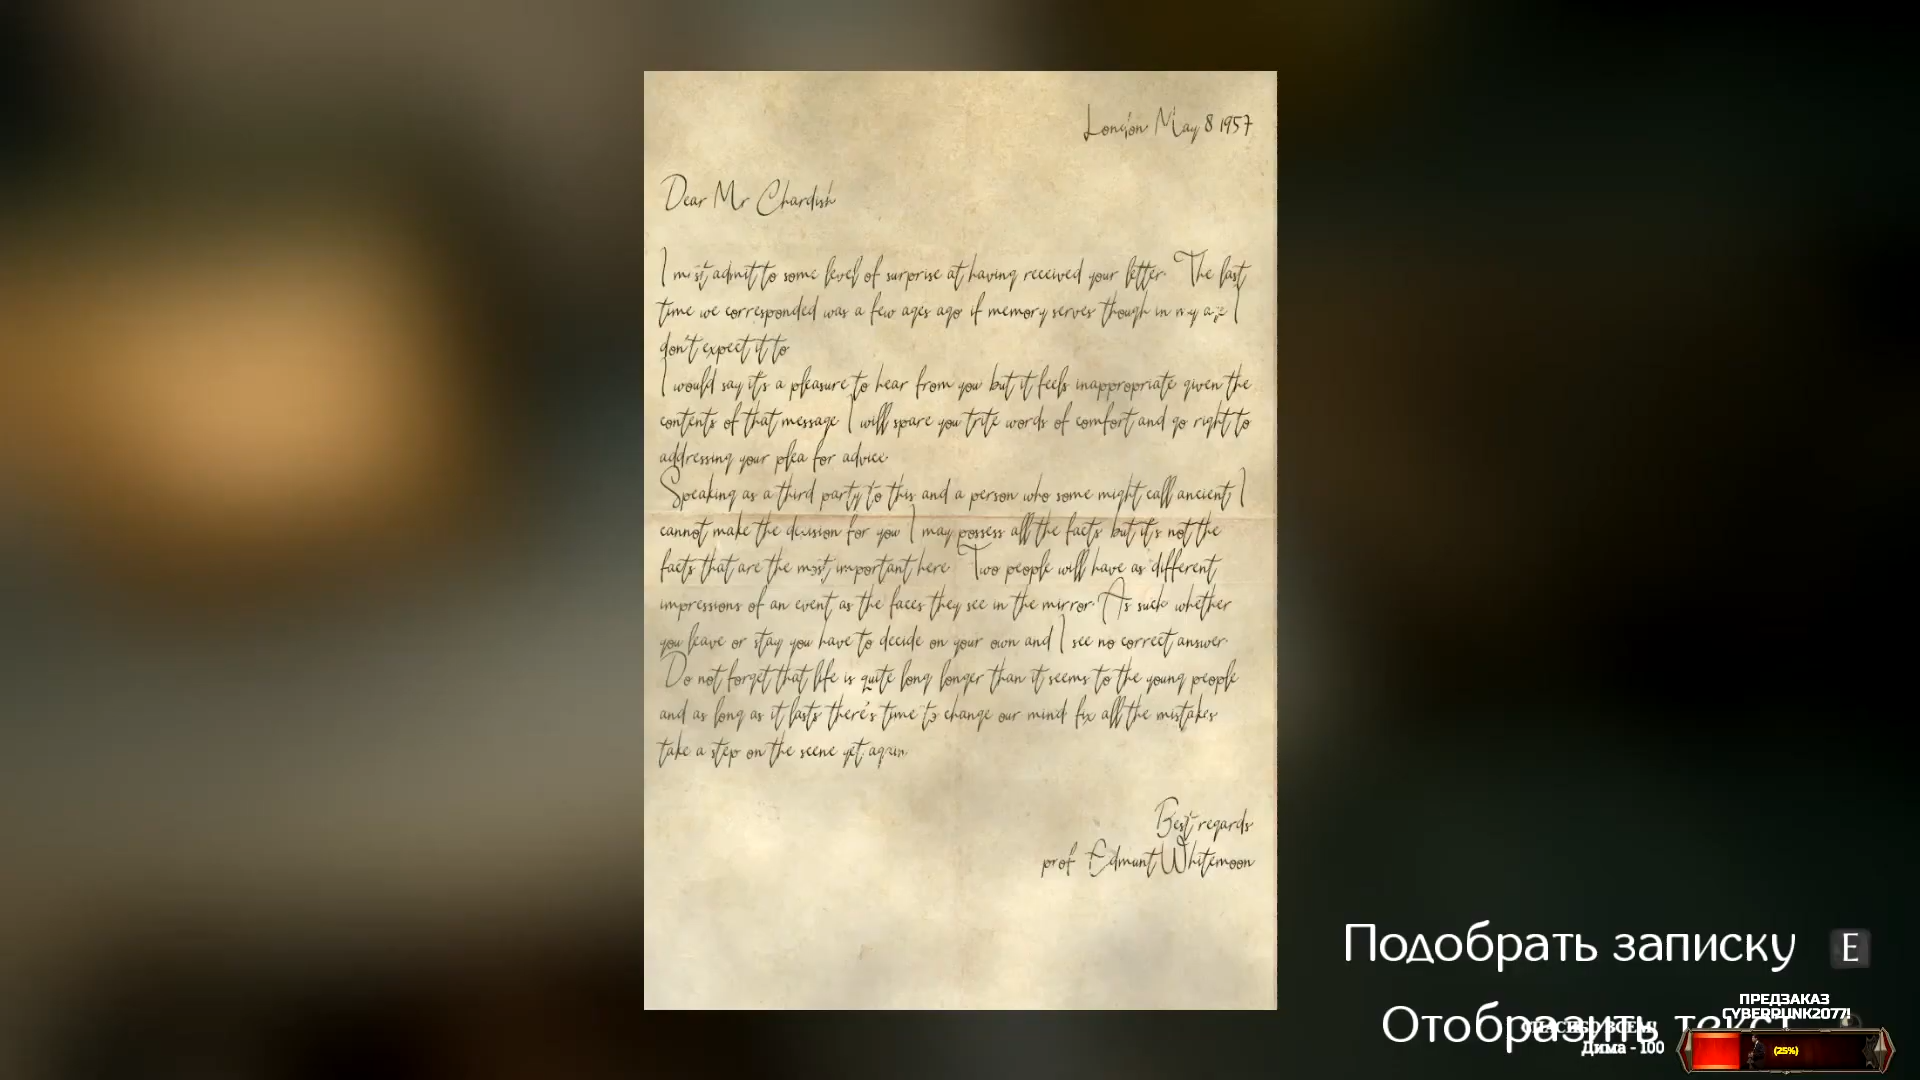 London May 8 1957
Dear Mr Chardish
I must admit to some level of surprise at having received your letter. The last
time we corresponded was a few ages ago if memory serves though in my age I
don't expect it to
I would say it's a pleasure to hear from you but it feels inappropriate given the
contents of that message I will spare you trite words of comfort and go right to
addressing your plea for advice.
Speaking as a third party to this and a person who some might call ancient, I
cannot make the decision for you I may possess all the facts but it's not the
facts that are the most important here Two people will have as different
impressions of an event as the faces they see in the mirror. As such whether
you leave or stay you have to decide on your own and I see no correct answer.
Do not forget that life is quite long longer than it seems to the young people
and as long as it lasts there's time to change our mind fix all the mistakes
take a step on the scene yet again
Best regards
prof Edmunt Whitemoon
Подобрать записку E
Отобразить текст
ПРЕДЗАКАЗ
CYBERPUNK2077!
СПАСИБО ВСЕМ!
Дима - 100
(25%)